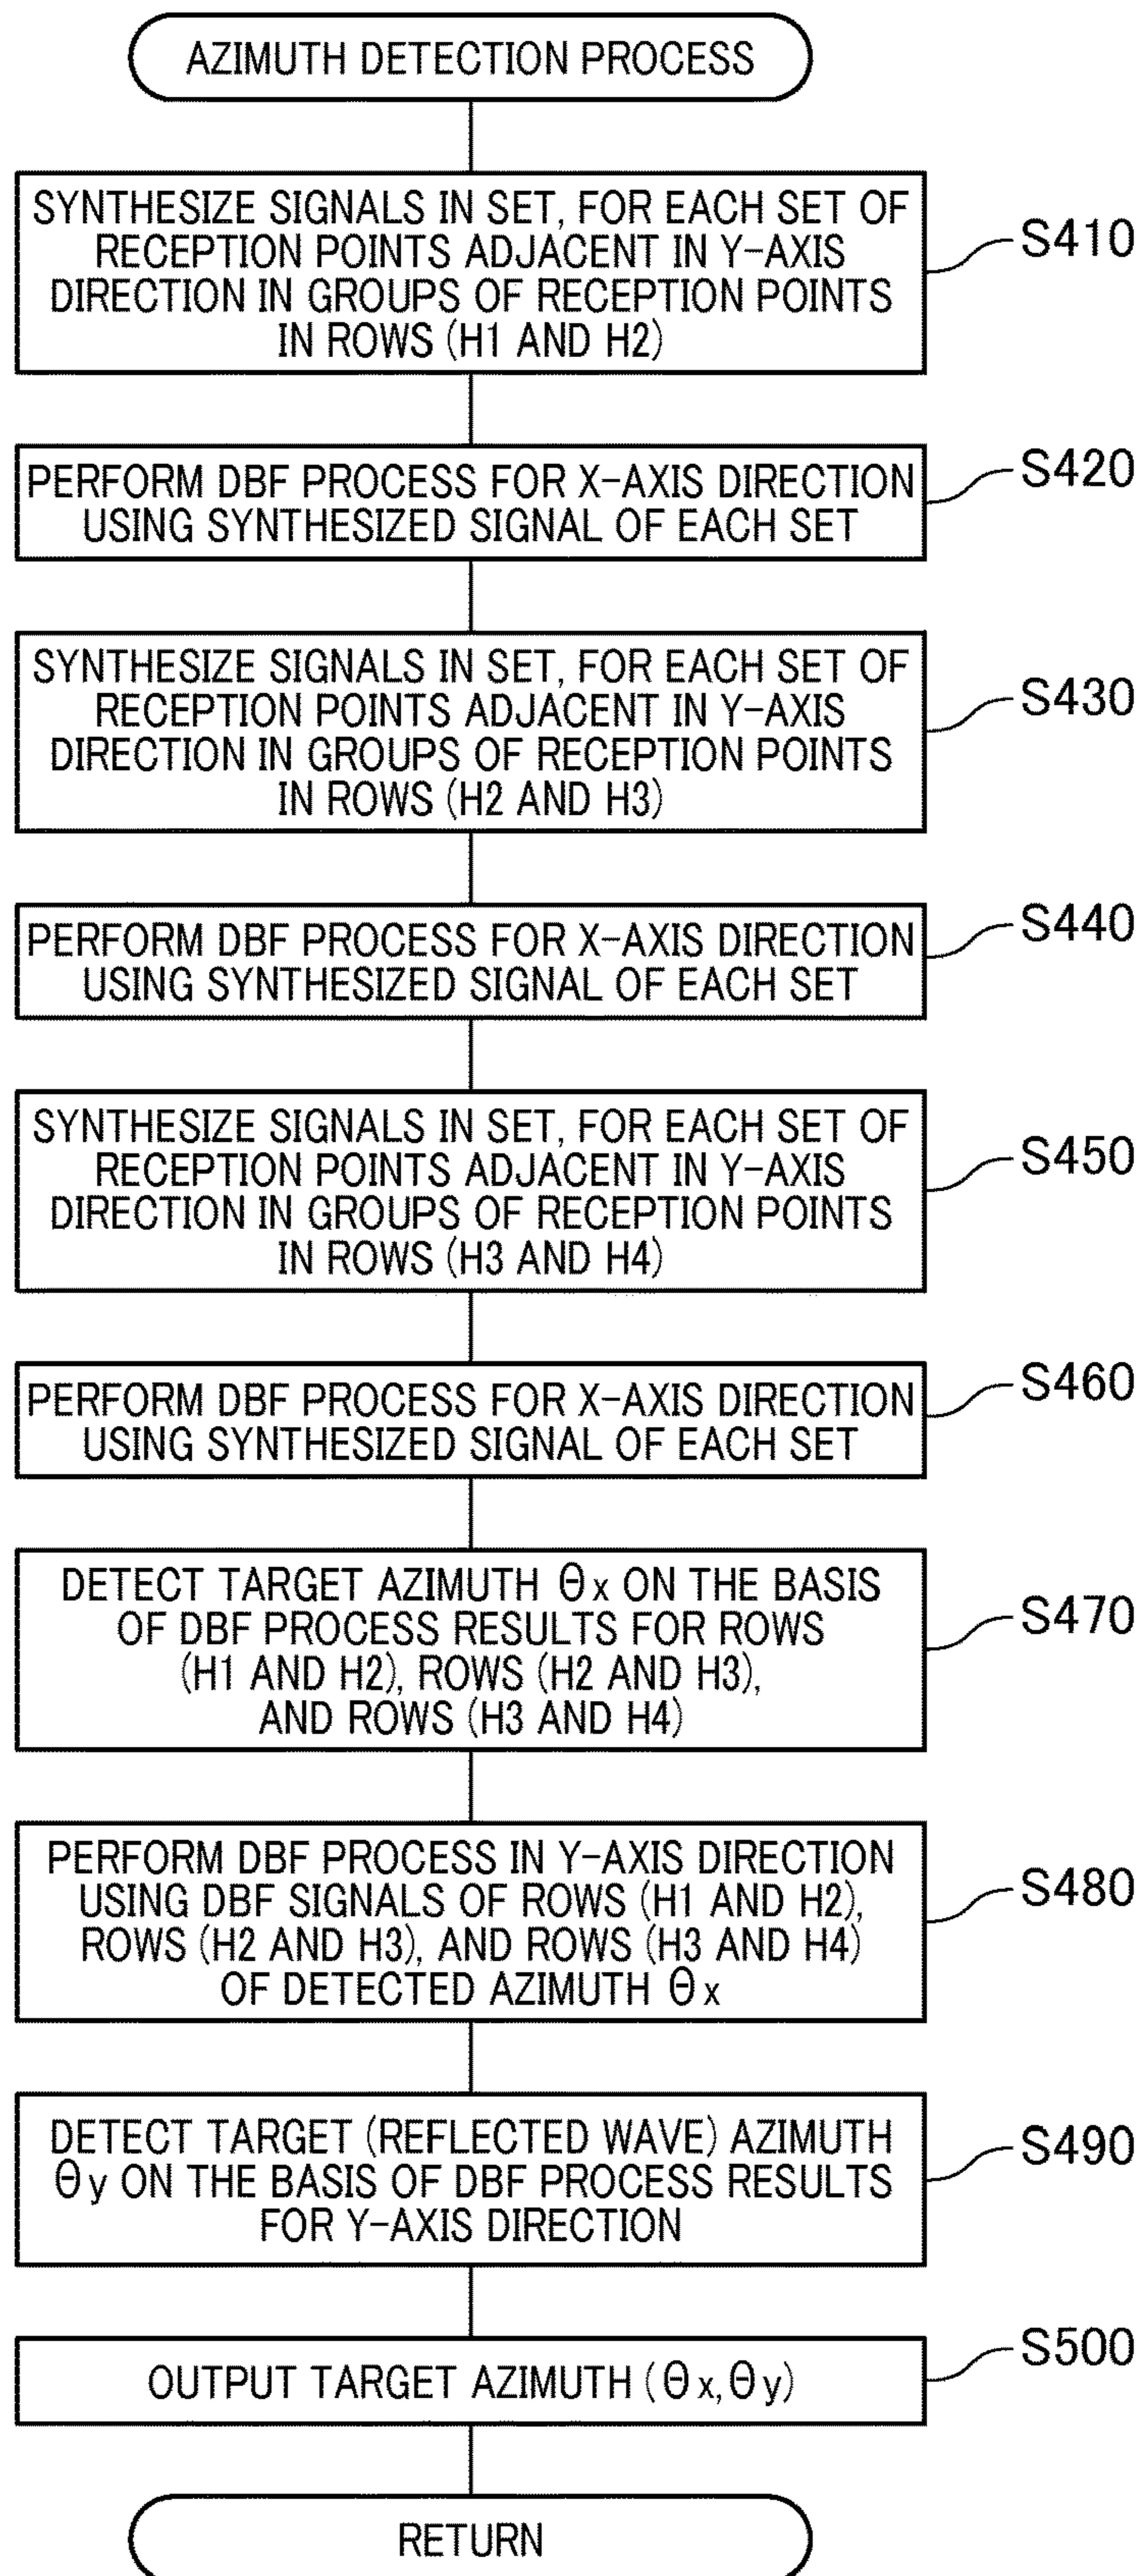 AZIMUTH DETECTION PROCESS
SYNTHESIZE SIGNALS IN SET, FOR EACH SET OF
RECEPTION POINTS ADJACENT IN Y-AXIS
DIRECTION IN GROUPS OF RECEPTION POINTS
IN ROWS (H1 AND H2)
S410
PERFORM DBF PROCESS FOR X-AXIS DIRECTION
USING SYNTHESIZED SIGNAL OF EACH SET
S420
SYNTHESIZE SIGNALS IN SET, FOR EACH SET OF
RECEPTION POINTS ADJACENT IN Y-AXIS
DIRECTION IN GROUPS OF RECEPTION POINTS
IN ROWS (H2 AND H3)
S430
PERFORM DBF PROCESS FOR X-AXIS DIRECTION
USING SYNTHESIZED SIGNAL OF EACH SET
S440
SYNTHESIZE SIGNALS IN SET, FOR EACH SET OF
RECEPTION POINTS ADJACENT IN Y-AXIS
DIRECTION IN GROUPS OF RECEPTION POINTS
IN ROWS (H3 AND H4)
S450
PERFORM DBF PROCESS FOR X-AXIS DIRECTION
USING SYNTHESIZED SIGNAL OF EACH SET
S460
DETECT TARGET AZIMUTH θx ON THE BASIS
OF DBF PROCESS RESULTS FOR ROWS
(H1 AND H2), ROWS (H2 AND H3),
AND ROWS (H3 AND H4)
S470
PERFORM DBF PROCESS IN Y-AXIS DIRECTION
USING DBF SIGNALS OF ROWS (H1 AND H2),
ROWS (H2 AND H3), AND ROWS (H3 AND H4)
OF DETECTED AZIMUTH θx
S480
DETECT TARGET (REFLECTED WAVE) AZIMUTH
θy ON THE BASIS OF DBF PROCESS RESULTS
FOR Y-AXIS DIRECTION
S490
OUTPUT TARGET AZIMUTH (θx,θy)
S500
RETURN